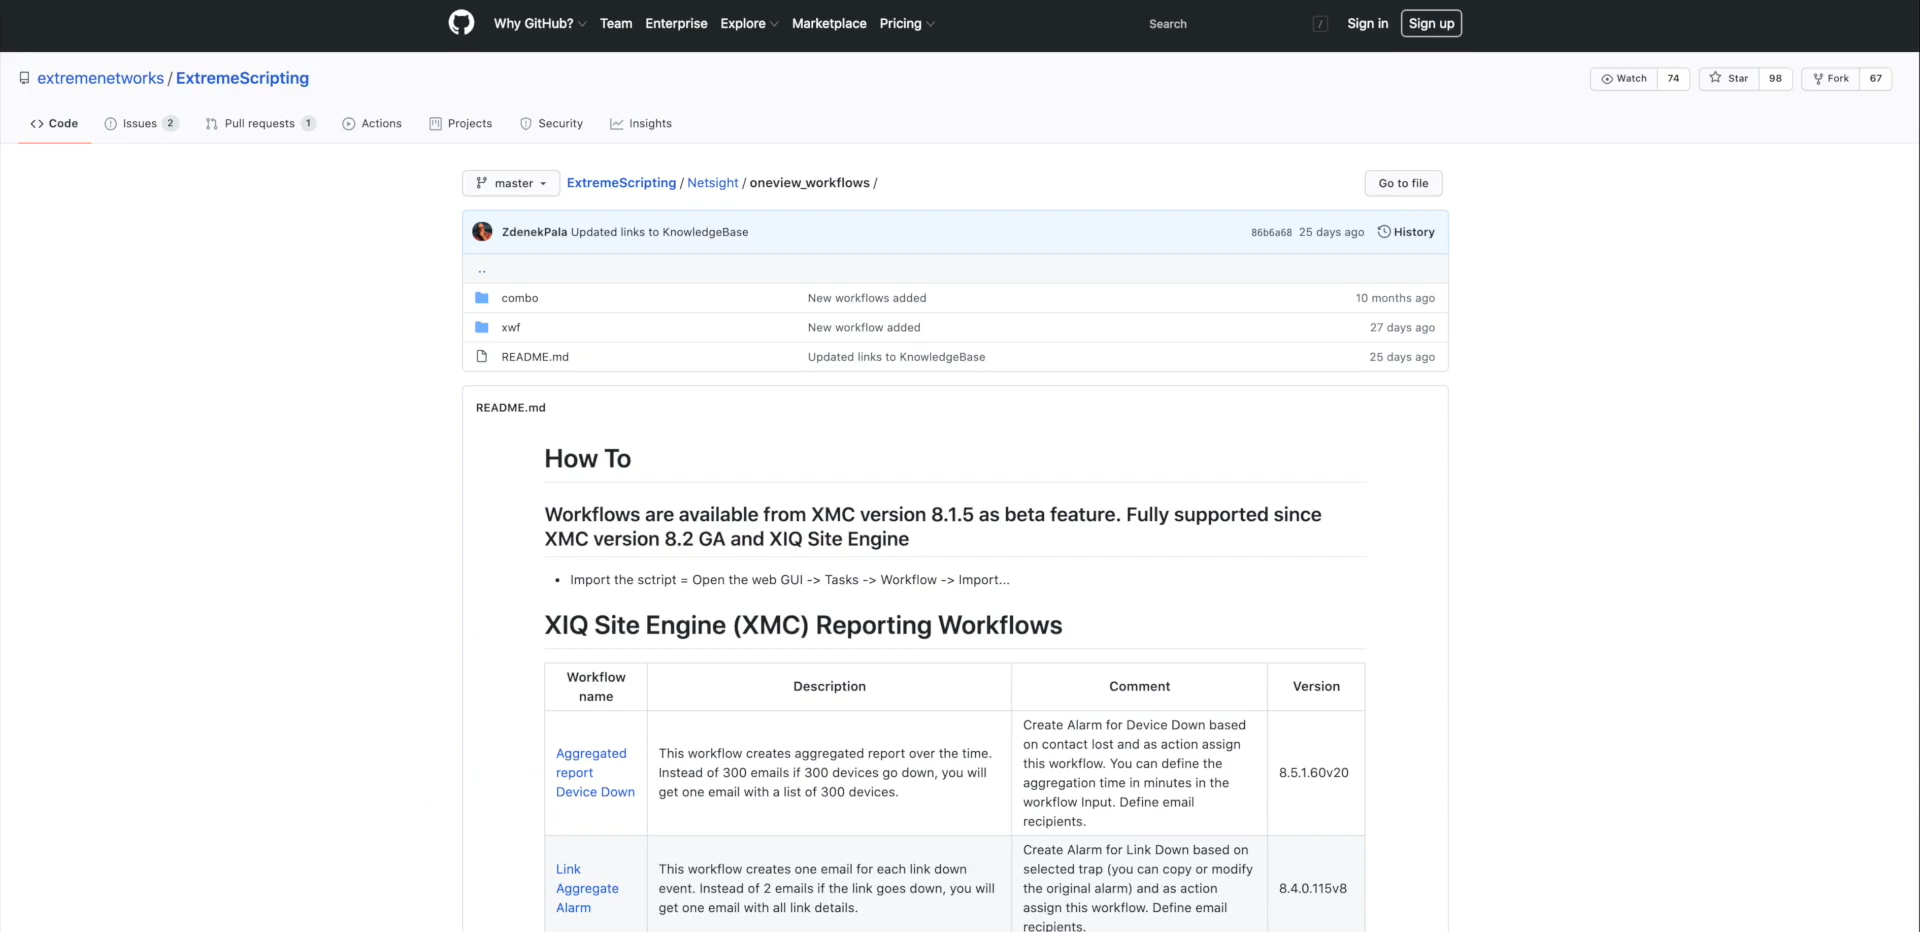 Why GitHub? Team Enterprise Explore Marketplace Pricing Search / Sign in Sign up
extremenetworks / ExtremeScripting Watch 74 Star 98 Fork 67
Code Issues 2 Pull requests 1 Actions Projects Security Insights
master ExtremeScripting / Netsight / oneview_workflows / Go to file
ZdenekPala Updated links to KnowledgeBase 86b6a68 25 days ago History
..
combo New workflows added 10 months ago
xwf New workflow added 27 days ago
README.md Updated links to KnowledgeBase 25 days ago
README.md
How To
Workflows are available from XMC version 8.1.5 as beta feature. Fully supported since
XMC version 8.2 GA and XIQ Site Engine
• Import the sctript = Open the web GUI -> Tasks -> Workflow -> Import...
XIQ Site Engine (XMC) Reporting Workflows
Workflow
name
Description
Comment
Version
Aggregated
report
Device Down
This workflow creates aggregated report over the time.
Instead of 300 emails if 300 devices go down, you will
get one email with a list of 300 devices.
Create Alarm for Device Down based
on contact lost and as action assign
this workflow. You can define the
aggregation time in minutes in the
workflow Input. Define email
recipients.
8.5.1.60v20
Link
Aggregate
Alarm
This workflow creates one email for each link down
event. Instead of 2 emails if the link goes down, you will
get one email with all link details.
Create Alarm for Link Down based on
selected trap (you can copy or modify
the original alarm) and as action
assign this workflow. Define email
recipients.
8.4.0.115v8